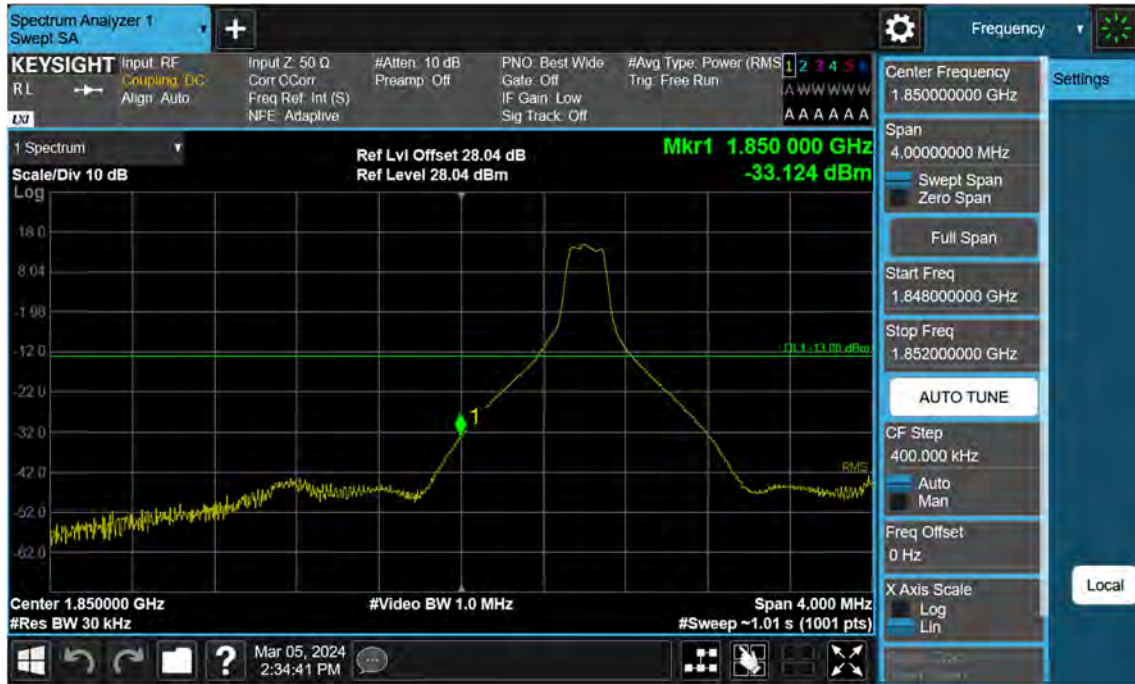 Spectrum Analyzer 1
Swept SA
Frequency
KEYSIGHT
RL
LXI
Input: RF
Coupling: DC
Align: Auto
Input Z: 50 Ω
Corr CCorr
Freq Ref: Int (S)
NFE: Adaptive
#Atten: 10 dB
Preamp: Off
PNO: Best Wide
Gate: Off
IF Gain: Low
Sig Track: Off
#Avg Type: Power (RMS
Trig: Free Run
1 2 3 4 5 6
A W W W W W
A A A A A A
1 Spectrum
Scale/Div 10 dB
Log
Ref Lvl Offset 28.04 dB
Ref Level 28.04 dBm
Mkr1 1.850 000 GHz
-33.124 dBm
18.0
8.04
-1.96
-12.0
-22.0
-32.0
-42.0
-52.0
-62.0
DL1 -13.00 dBm
1
RMS
Center 1.850000 GHz
#Video BW 1.0 MHz
Span 4.000 MHz
#Res BW 30 kHz
#Sweep ~1.01 s (1001 pts)
Center Frequency
1.850000000 GHz
Settings
Span
4.00000000 MHz
Swept Span
Zero Span
Full Span
Start Freq
1.848000000 GHz
Stop Freq
1.852000000 GHz
AUTO TUNE
CF Step
400.000 kHz
Auto
Man
Freq Offset
0 Hz
X Axis Scale
Log
Lin
Local
?
Mar 05, 2024
2:34:41 PM